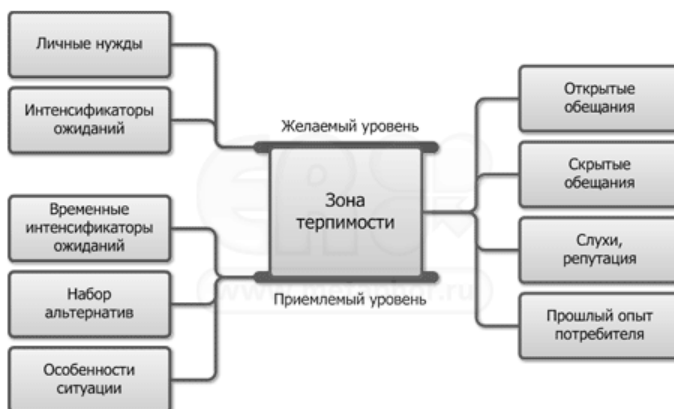 Личные нужды
Интенсификаторы
ожиданий
Временные
интенсификаторы
ожиданий
Набор
альтернатив
Особенности
ситуации
Желаемый уровень
Зона
терпимости
Приемлемый уровень
Открытые
обещания
Скрытые
обещания
Слухи,
репутация
Прошлый опыт
потребителя